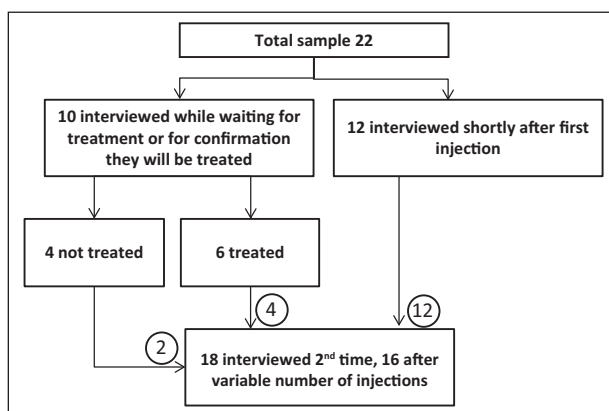 Total sample 22
10 interviewed while waiting for
treatment or for confirmation
they will be treated
12 interviewed shortly after first
injection
4 not treated
6 treated
4
12
2
18 interviewed 2nd time, 16 after
variable number of injections